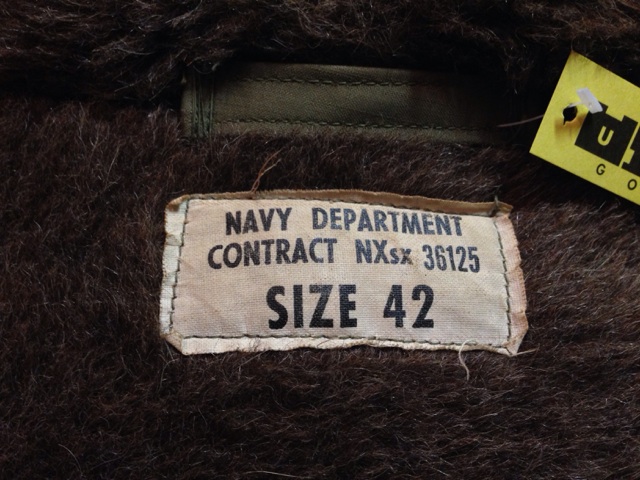 NAVY DEPARTMENT
CONTRACT NXsx 36125
SIZE 42